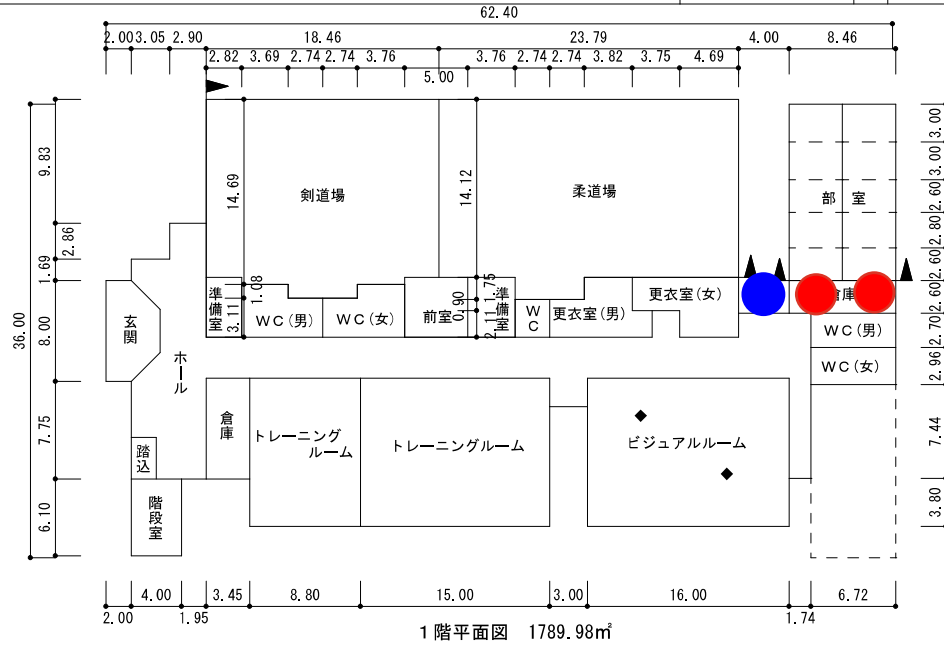 62.40
2.00 3.05 2.90 18.46 23.79 4.00 8.46
2.82 3.69 2.74 2.74 3.76 5.00 3.76 2.74 2.74 3.82 3.75 4.69
36.00
9.83
2.86
1.69
8.00
7.75
6.10
14.69
剣道場
14.12
柔道場
部室
3.00
3.00
2.60
2.80
2.60
2.60
2.70
2.96
7.44
3.80
準備室
3.11
1.08
WC(男)
WC(女)
前室
0.90
1.75
2.11
準備室
WC
更衣室(男)
更衣室(女)
倉庫
WC(男)
WC(女)
玄関
ホール
倉庫
トレーニング
ルーム
トレーニングルーム
ビジュアルルーム
踏込
階段室
2.00 4.00 1.95 3.45 8.80 15.00 3.00 16.00 1.74 6.72
1階平面図 1789.98㎡